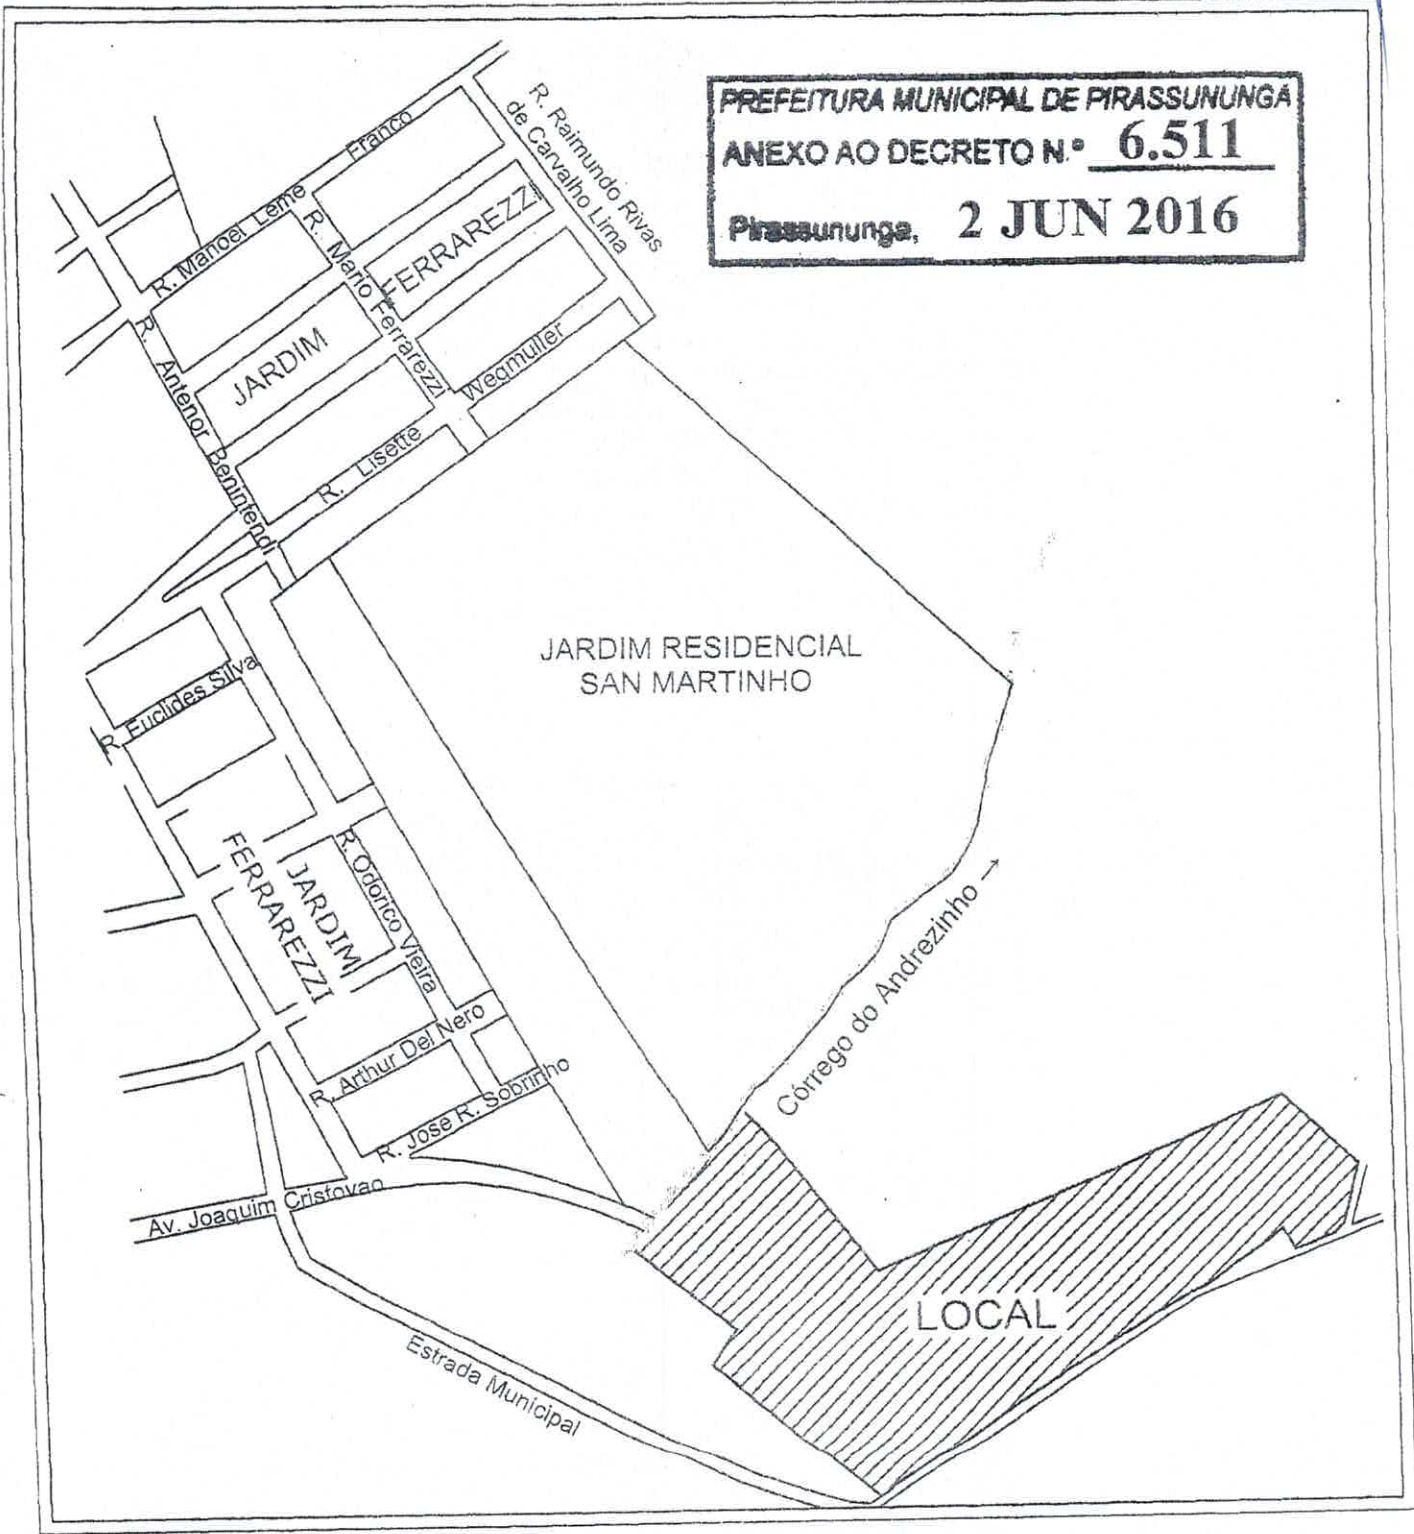 PREFEITURA MUNICIPAL DE PIRASSUNUNGA
ANEXO AO DECRETO N.º 6.511
Pirassununga, 2 JUN 2016
R. Raimundo Rivas
de Carvalho Lima
R. Manoel Leme Franco
R. Mario Ferrarezzi
JARDIM FERRAREZZI
R. Antenor Benintendi
R. Lisette Wegmuller
JARDIM RESIDENCIAL
SAN MARTINHO
R. Euclides Silva
JARDIM
FERRAREZZI
R. Odorico Vieira
Córrego do Andrezinho →
R. Arthur Del Nero
R. Jose R. Sobrinho
Av. Joaquim Cristovao
LOCAL
Estrada Municipal